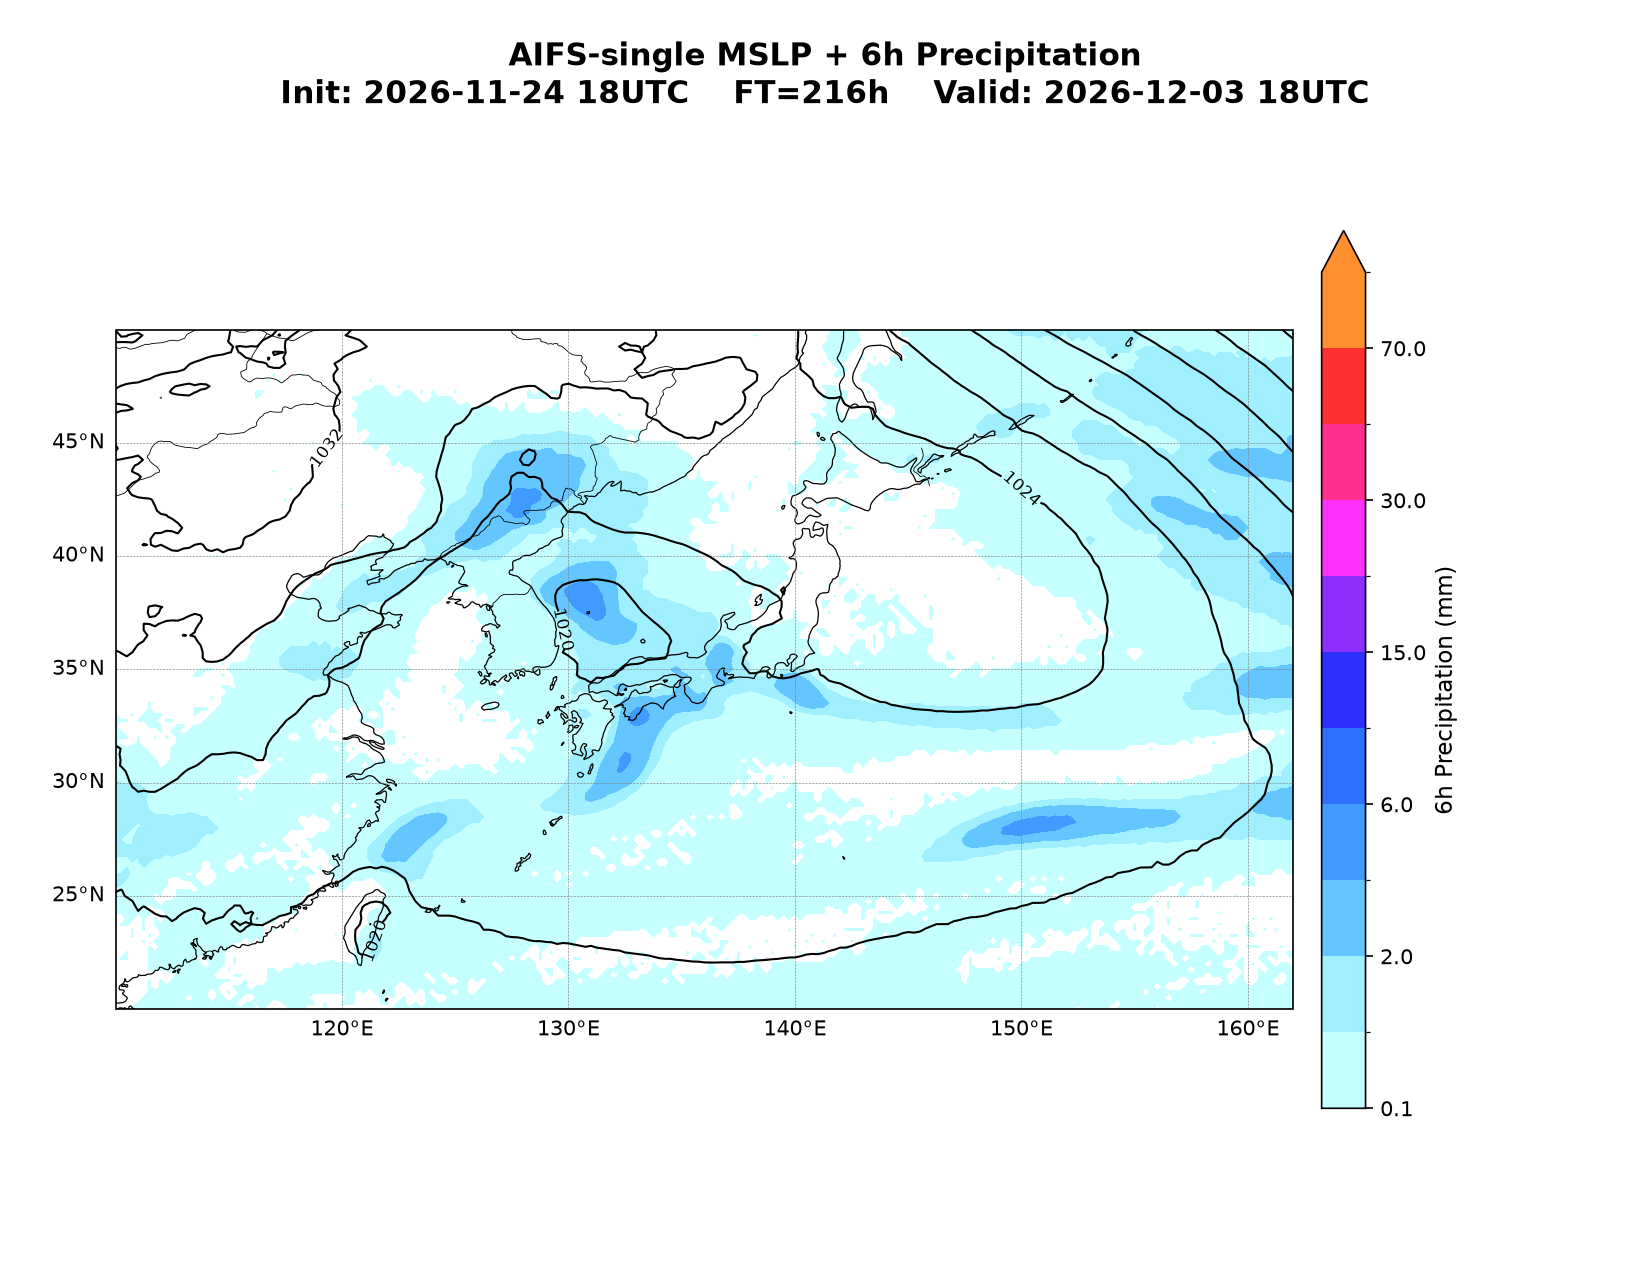 AIFS-single MSLP + 6h Precipitation
Init: 2026-11-24 18UTC    FT=216h    Valid: 2026-12-03 18UTC
45°N
40°N
35°N
30°N
25°N
120°E
130°E
140°E
150°E
160°E
1032
1024
1020
1020
70.0
30.0
15.0
6.0
2.0
0.1
6h Precipitation (mm)